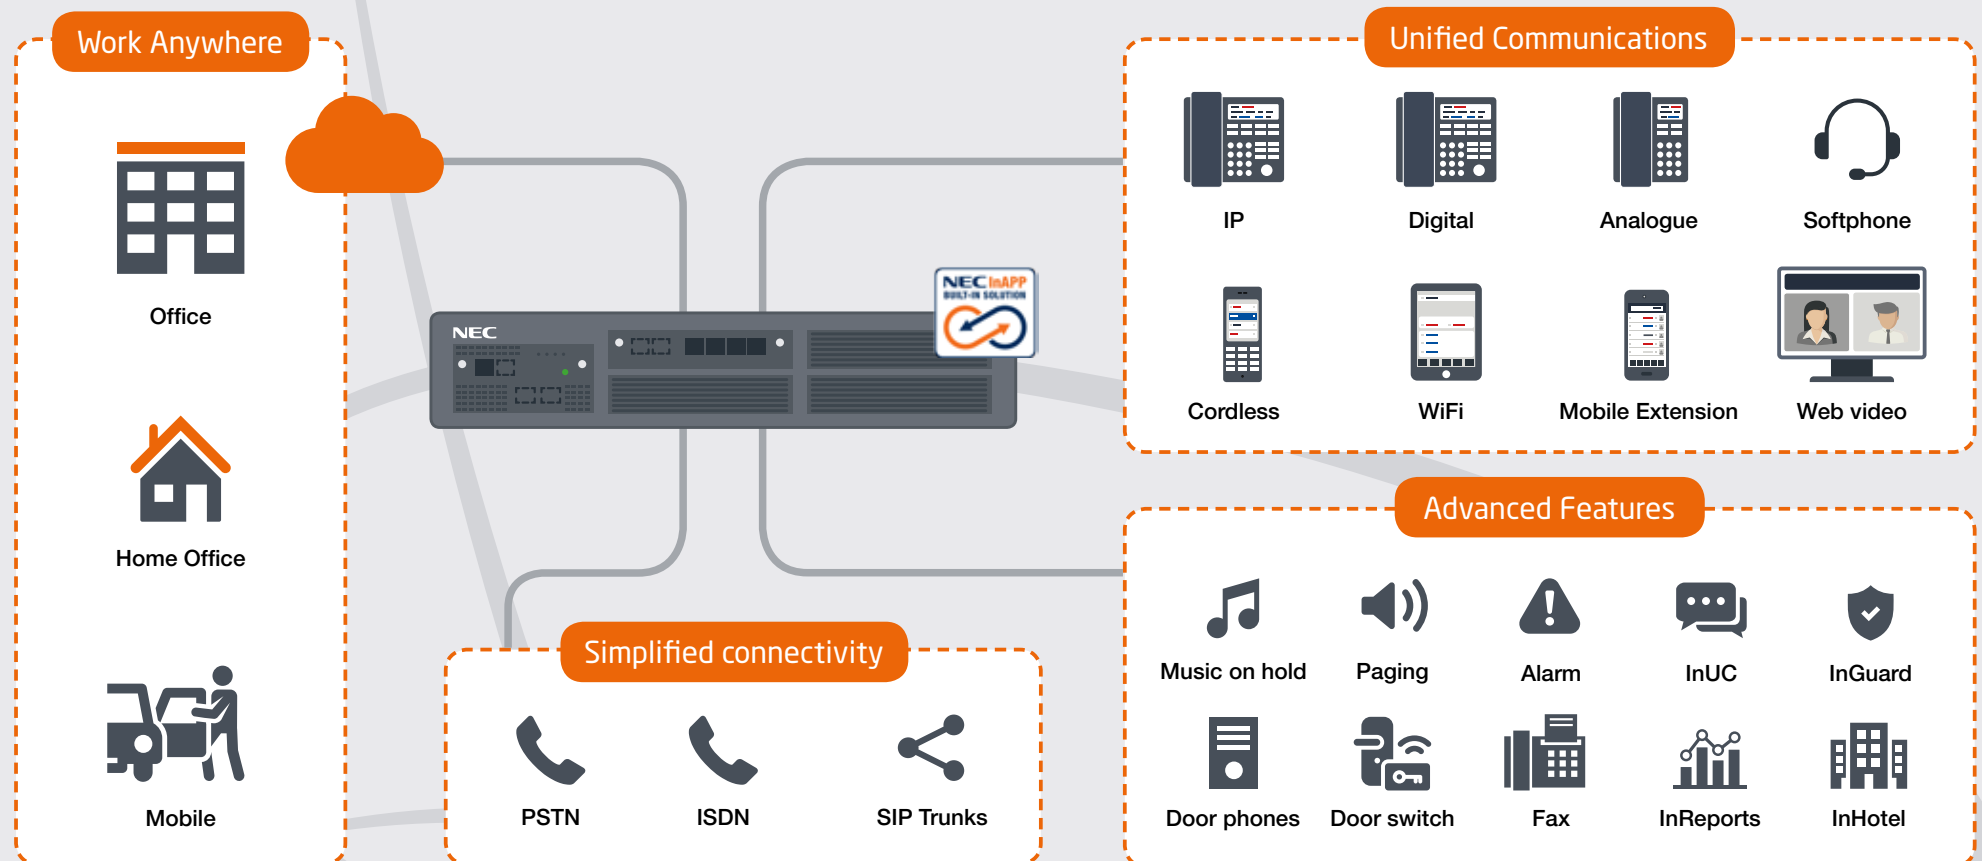 Work Anywhere
Office
Home Office
Mobile
NEC
NEC InAPP
BUILT-IN SOLUTION
Simplified connectivity
PSTN
ISDN
SIP Trunks
Unified Communications
IP
Digital
Analogue
Softphone
Cordless
WiFi
Mobile Extension
Web video
Advanced Features
Music on hold
Paging
Alarm
InUC
InGuard
Door phones
Door switch
Fax
InReports
InHotel